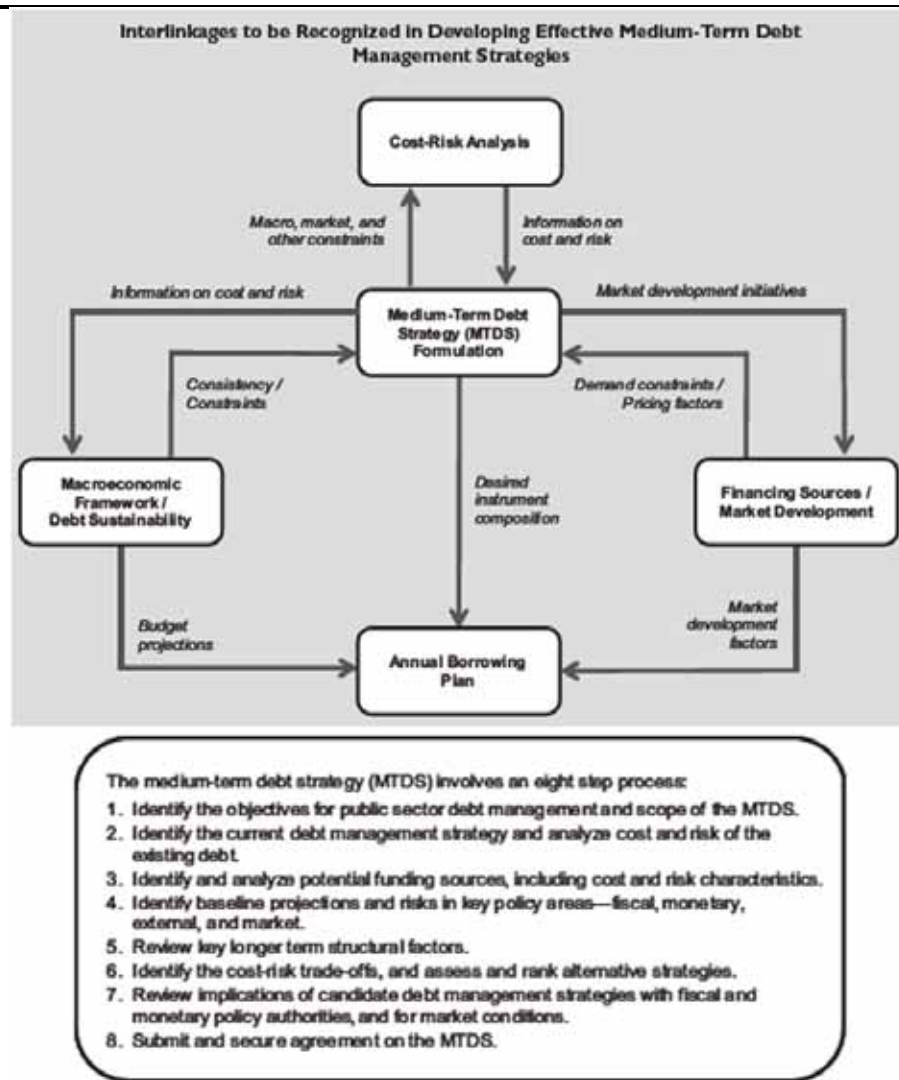 Interlinkages to be Recognized in Developing Effective Medium-Term Debt
Management Strategies
Cost-Risk Analysis
Macro, market, and
other constraints
Information on
cost and risk
Information on cost and risk
Market development initiatives
Medium-Term Debt
Strategy (MTDS)
Formulation
Consistency /
Constraints
Demand constraints /
Pricing factors
Macroeconomic
Framework /
Debt Sustainability
Desired
instrument
composition
Financing Sources /
Market Development
Budget
projections
Market
development
factors
Annual Borrowing
Plan
The medium-term debt strategy (MTDS) involves an eight step process:
1. Identify the objectives for public sector debt management and scope of the MTDS.
2. Identify the current debt management strategy and analyze cost and risk of the
existing debt.
3. Identify and analyze potential funding sources, including cost and risk characteristics.
4. Identify baseline projections and risks in key policy areas—fiscal, monetary,
external, and market.
5. Review key longer term structural factors.
6. Identify the cost-risk trade-offs, and assess and rank alternative strategies.
7. Review implications of candidate debt management strategies with fiscal and
monetary policy authorities, and for market conditions.
8. Submit and secure agreement on the MTDS.